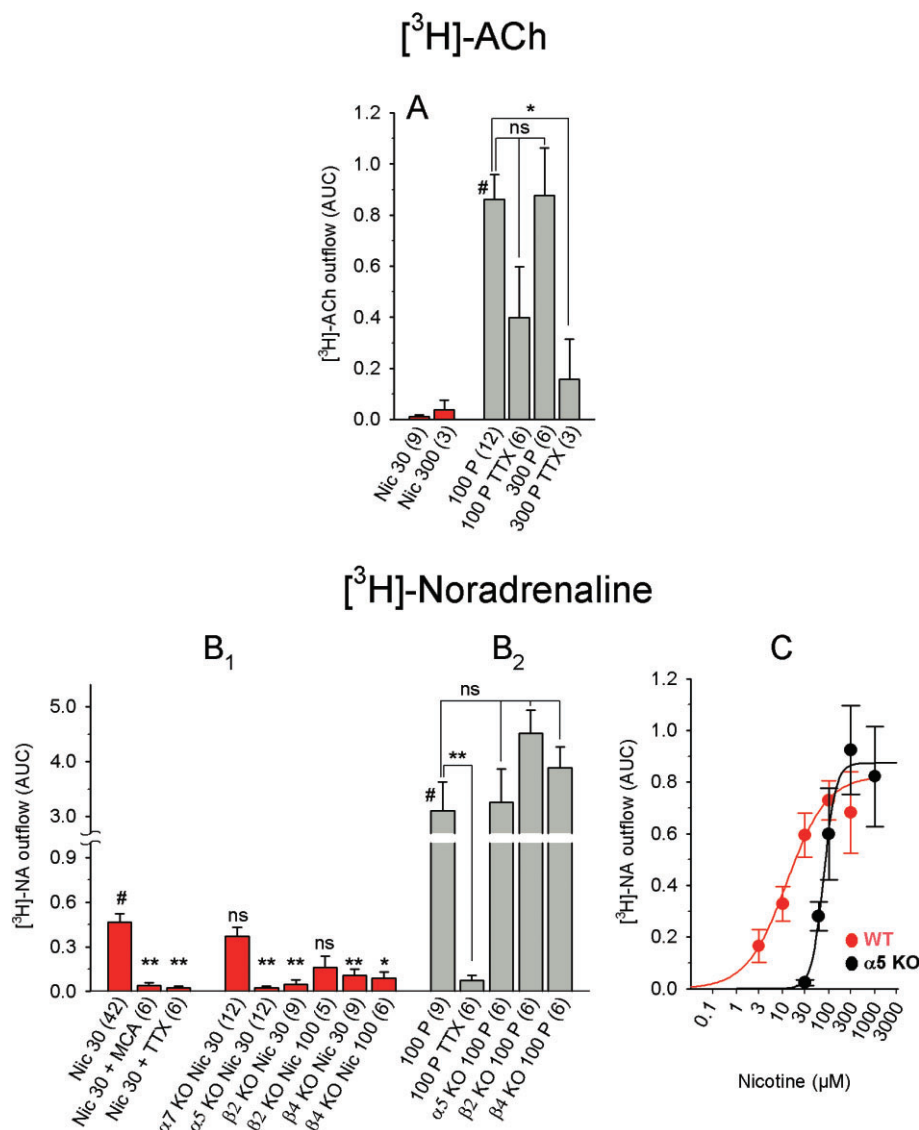 [³H]-ACh
A
[³H]-ACh outflow (AUC)
1.2
1.0
0.8
0.6
0.4
0.2
0.0
*
ns
#
Nic 30 (9)
Nic 300 (3)
100 P (12)
100 P TTX (6)
300 P (6)
300 P TTX (3)
[³H]-Noradrenaline
B₁
[³H]-NA outflow (AUC)
5.0
4.0
3.0
0.9
0.6
0.3
0.0
#
**
**
ns
**
**
ns
**
*
Nic 30 (42)
Nic 30 + MCA (6)
Nic 30 + TTX (6)
α7 KO Nic 30 (12)
α5 KO Nic 30 (12)
β2 KO Nic 30 (9)
β2 KO Nic 100 (5)
β4 KO Nic 30 (9)
β4 KO Nic 100 (6)
B₂
ns
**
#
100 P (9)
100 P TTX (6)
α5 KO 100 P (6)
β2 KO 100 P (6)
β4 KO 100 P (6)
C
[³H]-NA outflow (AUC)
1.2
1.0
0.8
0.6
0.4
0.2
0.0
WT
α5 KO
0.1
1
3
10
30
100
300
1000
3000
Nicotine (µM)